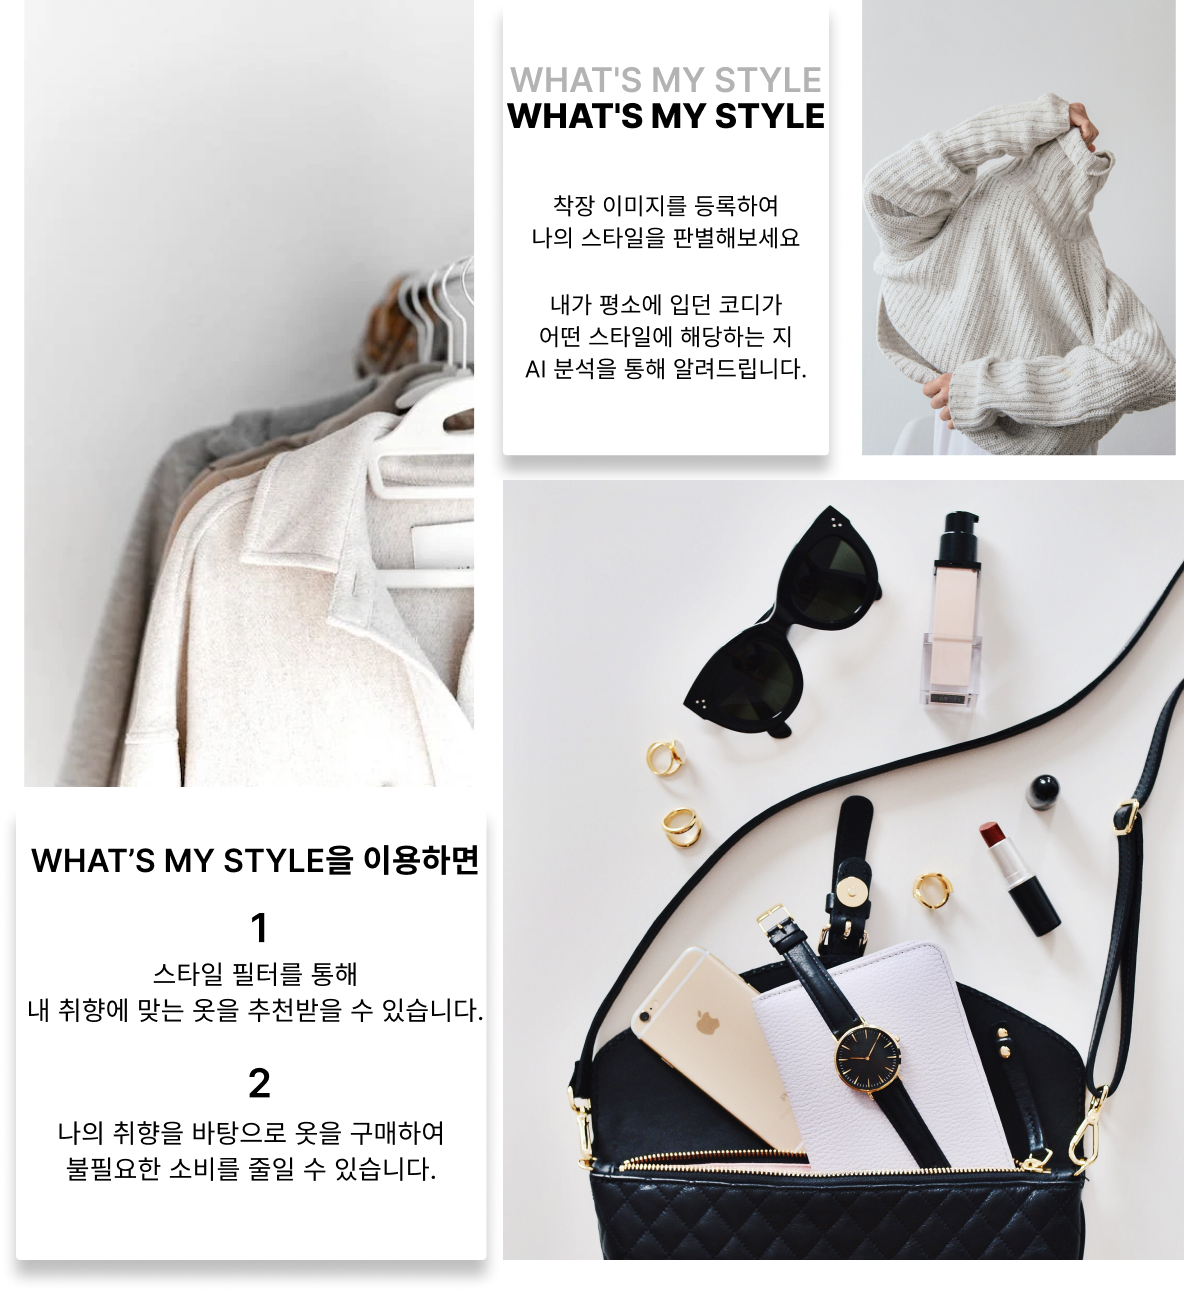 WHAT'S MY STYLE
WHAT'S MY STYLE
착장 이미지를 등록하여
나의 스타일을 판별해보세요
내가 평소에 입던 코디가
어떤 스타일에 해당하는 지
AI 분석을 통해 알려드립니다.
WHAT’S MY STYLE을 이용하면
1
스타일 필터를 통해
내 취향에 맞는 옷을 추천받을 수 있습니다.
2
나의 취향을 바탕으로 옷을 구매하여
불필요한 소비를 줄일 수 있습니다.
iPhone